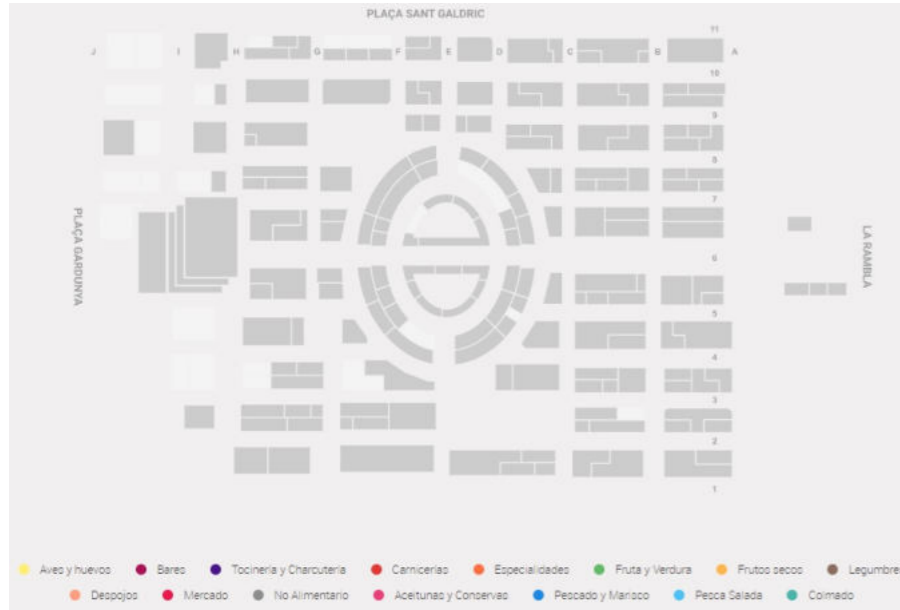 PLAÇA SANT GALDRIC
11
J I H G F E D C B A
10
9
8
7
PLAÇA GARDUNYA
LA RAMBLA
6
5
4
3
2
1
Aves y huevos Bares Tocinería y Charcutería Carnicerías Especialidades Fruta y Verdura Frutos secos Legumbre
Despojos Mercado No Alimentario Aceitunas y Conservas Pescado y Marisco Pesca Salada Colmado